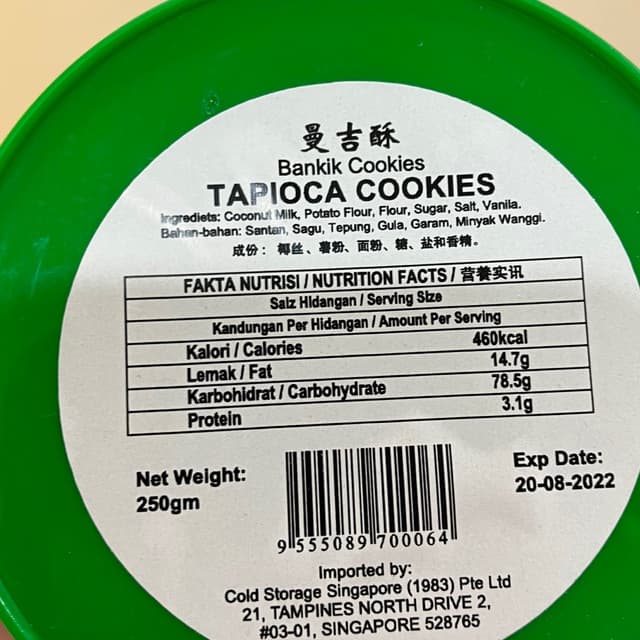 曼吉酥
Bankik Cookies
TAPIOCA COOKIES
Ingrediets: Coconut Milk, Potato Flour, Flour, Sugar, Salt, Vanila.
Bahan-bahan: Santan, Sagu, Tepung, Gula, Garam, Minyak Wanggi.
成份：椰丝、薯粉、面粉、糖、盐和香精。
FAKTA NUTRISI / NUTRITION FACTS / 营养实讯
Saiz Hidangan / Serving Size
Kandungan Per Hidangan / Amount Per Serving
Kalori / Calories 460kcal
Lemak / Fat 14.7g
Karbohidrat / Carbohydrate 78.5g
Protein 3.1g
Net Weight:
250gm
Exp Date:
20-08-2022
9 555089 700064
Imported by:
Cold Storage Singapore (1983) Pte Ltd
21, TAMPINES NORTH DRIVE 2,
#03-01, SINGAPORE 528765